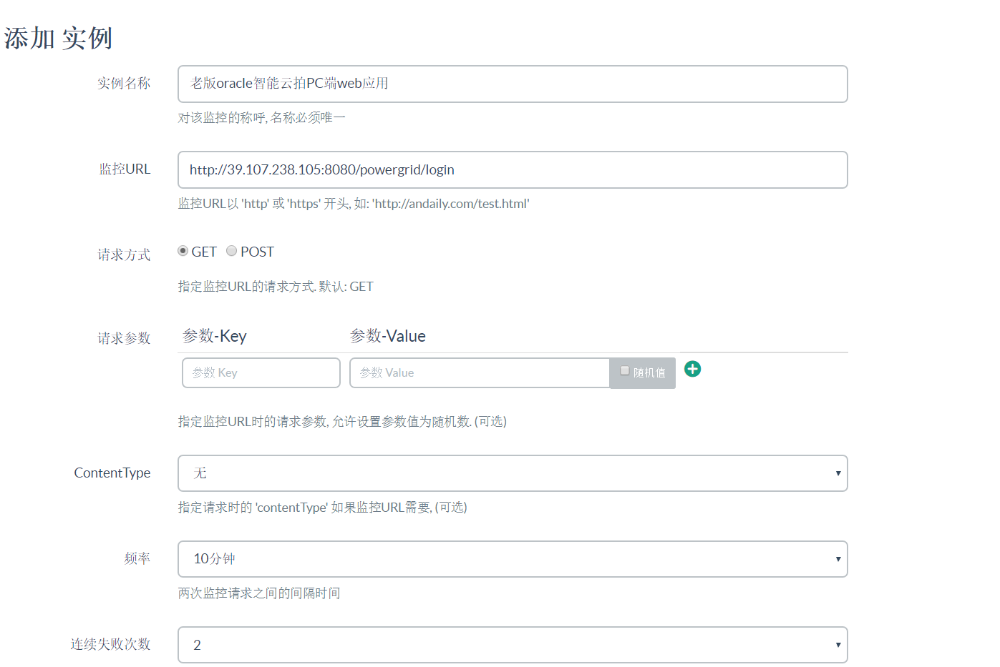 添加 实例
实例名称
老版oracle智能云拍PC端web应用
对该监控的称呼, 名称必须唯一
监控URL
http://39.107.238.105:8080/powergrid/login
监控URL以 'http' 或 'https' 开头, 如: 'http://andaily.com/test.html'
请求方式
GET POST
指定监控URL的请求方式. 默认: GET
请求参数
参数-Key 参数-Value
参数 Key 参数 Value 随机值
指定监控URL时的请求参数, 允许设置参数值为随机数. (可选)
ContentType
无
指定请求时的 'contentType' 如果监控URL需要, (可选)
频率
10分钟
两次监控请求之间的间隔时间
连续失败次数
2